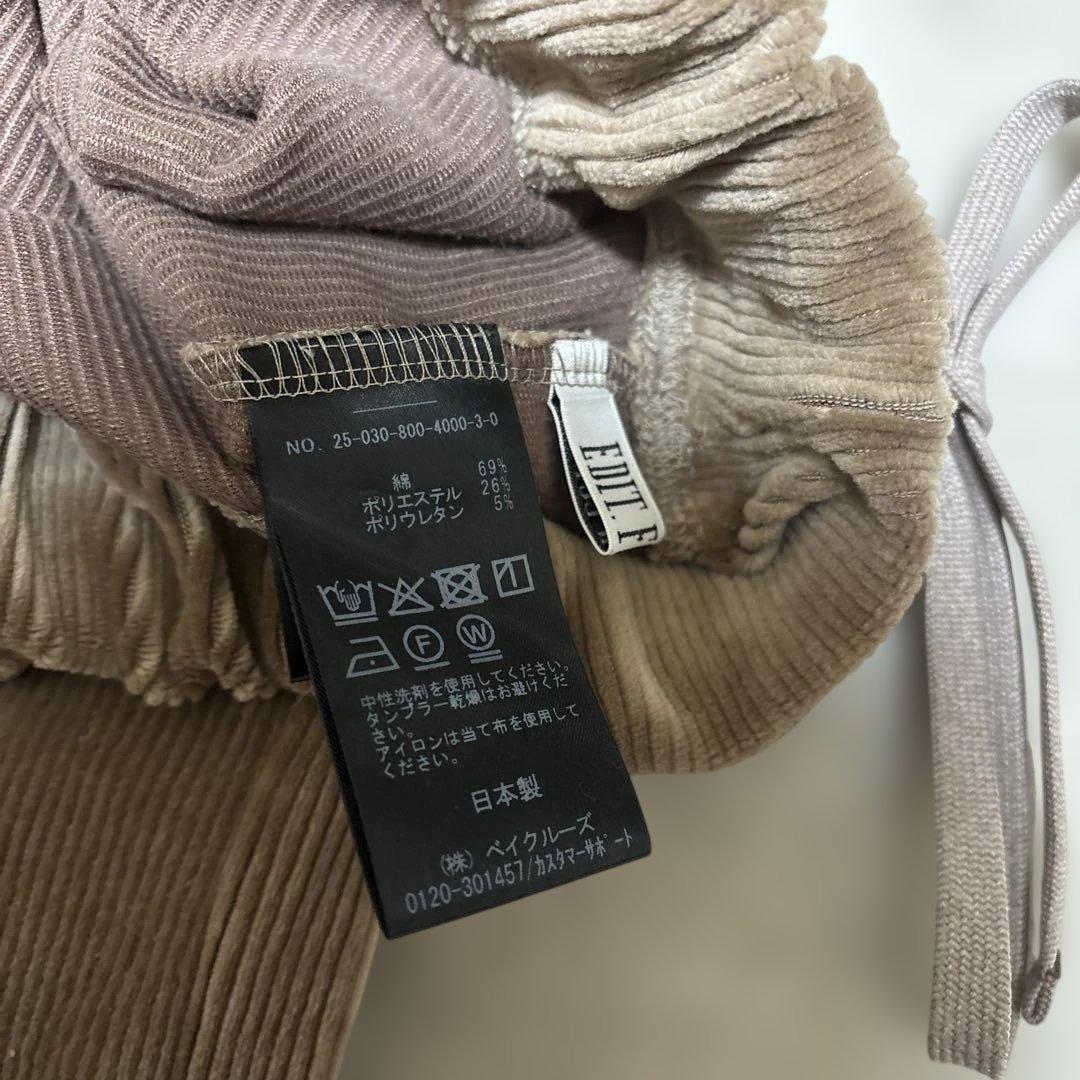 NO. 25-030-800-4000-3-0
綿 69%
ポリエステル 26%
ポリウレタン 5%
F W
中性洗剤を使用してください。
タンブラー乾燥はお避けくだ
さい。
アイロンは当て布を使用して
ください。
日本製
(株) ベイクルーズ
0120-301457/カスタマーサポート
EDIT. F